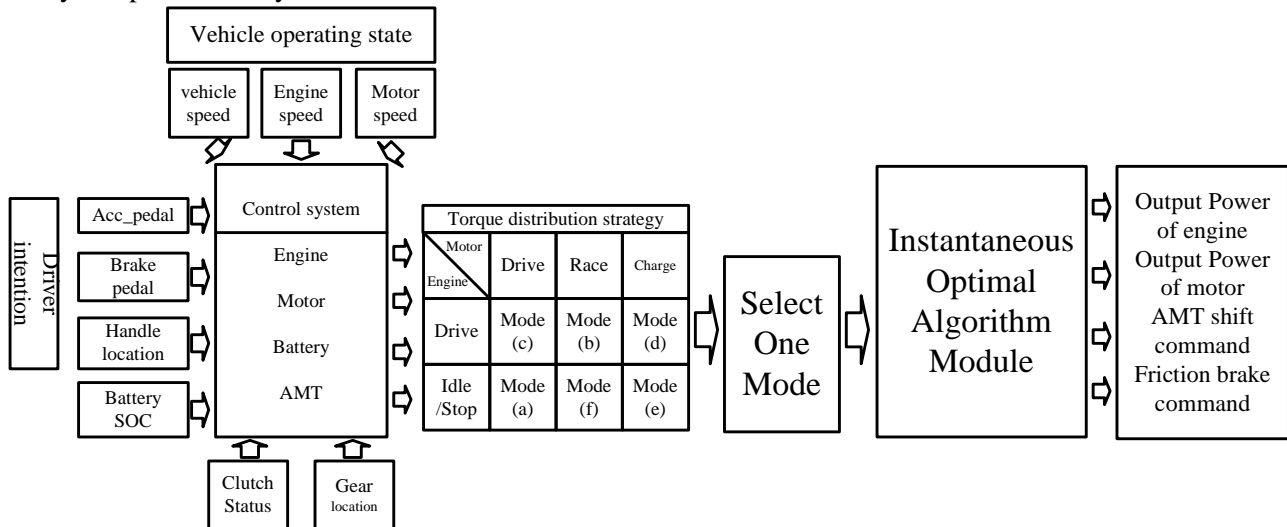 Vehicle operating state
vehicle
speed
Engine
speed
Motor
speed
Driver
intention
Acc_pedal
Brake
pedal
Handle
location
Battery
SOC
Control system
Engine
Motor
Battery
AMT
Clutch
Status
Gear
location
Torque distribution strategy
Motor
Engine
Drive
Race
Charge
Drive
Mode
(c)
Mode
(b)
Mode
(d)
Idle
/Stop
Mode
(a)
Mode
(f)
Mode
(e)
Select
One
Mode
Instantaneous
Optimal
Algorithm
Module
Output Power
of engine
Output Power
of motor
AMT shift
command
Friction brake
command